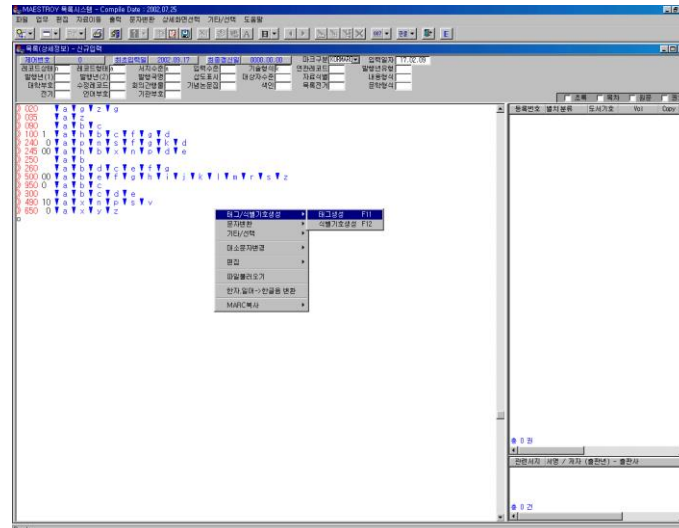 MAESTROY 목록시스템 - Compile Date : 2002.07.25
파일 업무 편집 자료이동 출력 문자변환 상세화면선택 기타/선택 도움말
목록(상세정보) - 신규입력
제어번호 0 최초입력일 2002.09.17 최종갱신일 0000.00.00 마크구분 KORMARC 입력일자 17.02.09
레코드상태 n 레코드형태 a 서지수준 입력수준 기술형식 연관레코드 발행년유형
발행년(1) 발행년(2) 발행국명 삽도표시 대상자수준 자료식별 내용형식
대학부호 수정레코드 회의간행물 기념논문집 색인 목록전거 문학형식
전기 언어부호 기관부호
초록 목차 원문
020 ▼a▼g▼z▼g
035 ▼a▼z
090 ▼a▼b▼c
100 1 ▼a▼h▼b▼c▼f▼g▼d
240 0▼a▼p▼n▼s▼f▼g▼k▼d
245 00▼a▼h▼b▼x▼n▼p▼d▼e
250 ▼a▼b
260 ▼a▼b▼d▼c▼e▼f▼g
500 00▼a▼b▼e▼f▼g▼h▼i▼j▼k▼l▼m▼r▼s▼z
950 0▼a▼b▼c
300 ▼a▼b▼c▼d▼e
490 10▼a▼x▼n▼p▼s▼v
650 0▼a▼x▼y▼z
태그/식별기호생성
문자변환
기타/선택
대소문자변경
편집
파일불러오기
한자,일어->한글음 변환
MARC복사
태그생성 F11
식별기호생성 F12
등록번호 별치분류 도서기호 Vol Copy
총 0 권
관련서지 서명 / 저자 (출판년) - 출판사
총 0 건